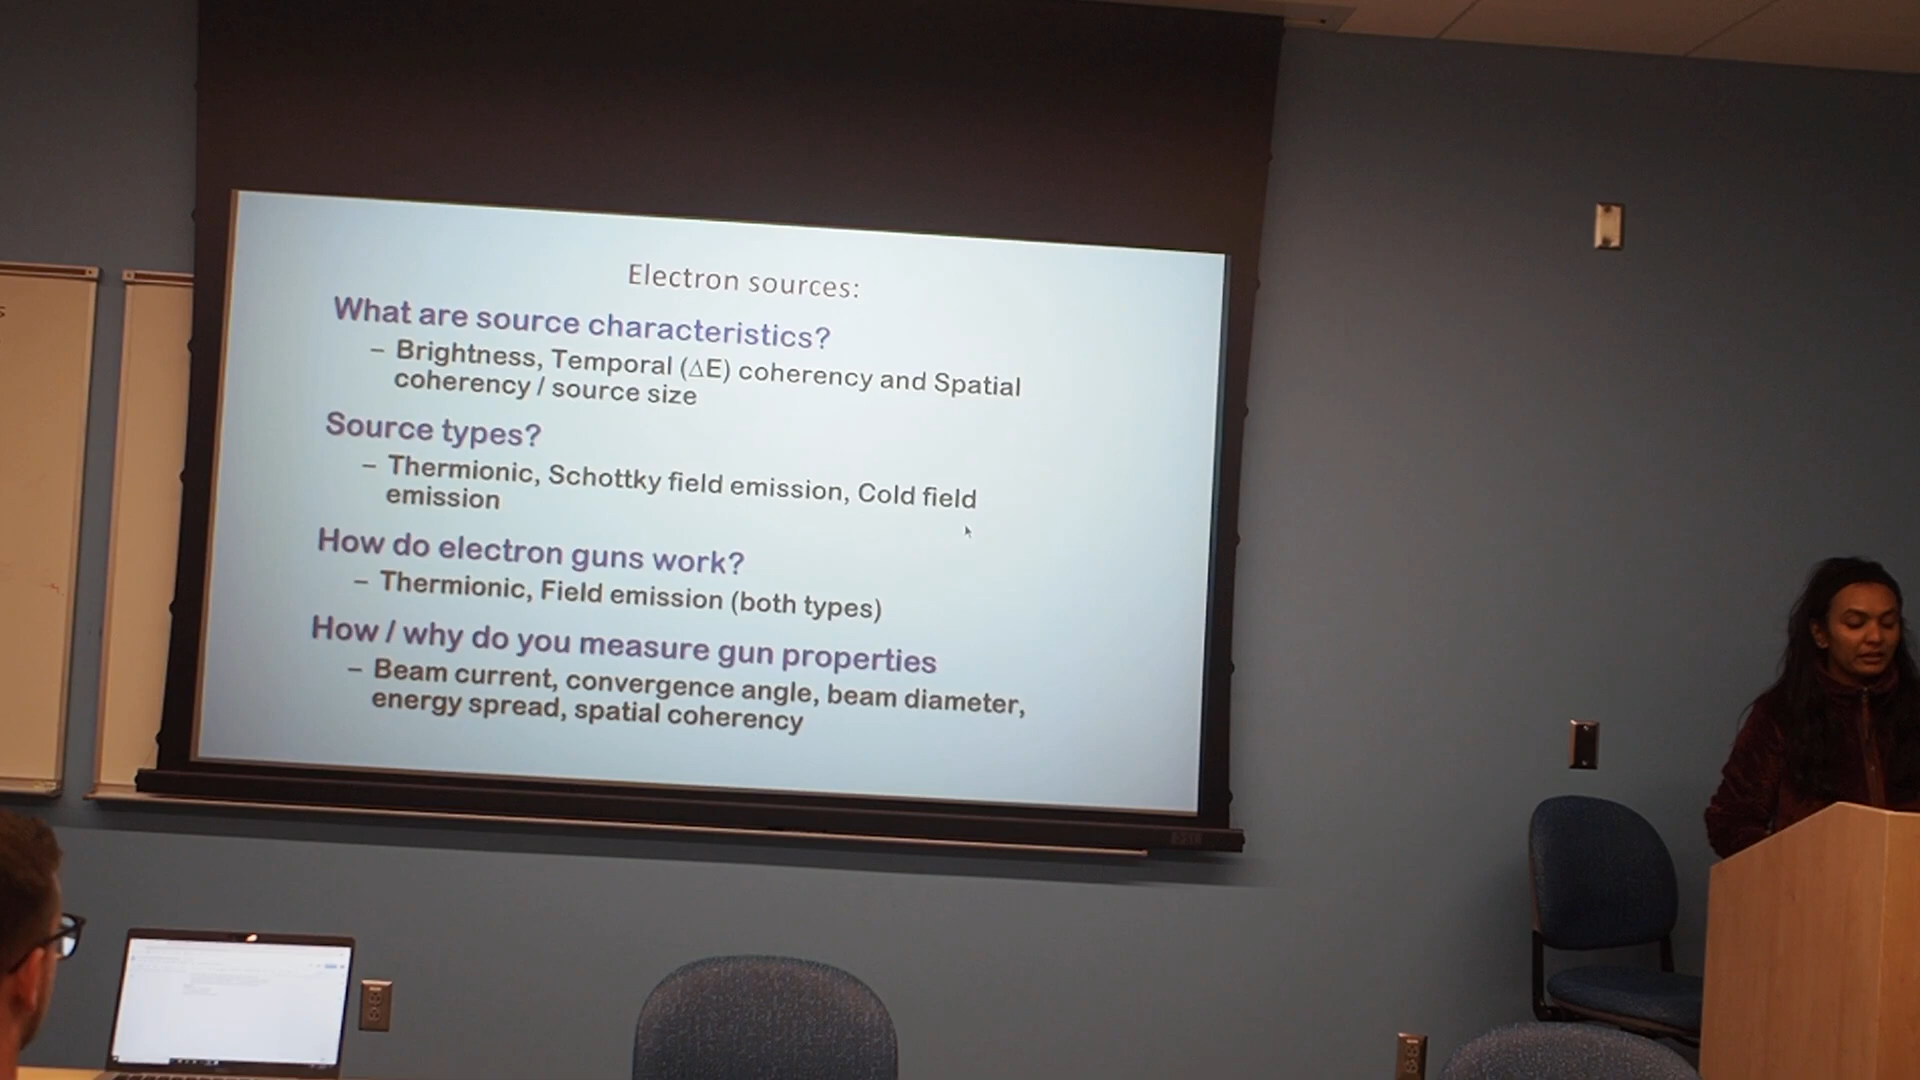 Electron sources:
What are source characteristics?
– Brightness, Temporal (ΔE) coherency and Spatial
coherency / source size
Source types?
– Thermionic, Schottky field emission, Cold field
emission
How do electron guns work?
– Thermionic, Field emission (both types)
How / why do you measure gun properties
– Beam current, convergence angle, beam diameter,
energy spread, spatial coherency